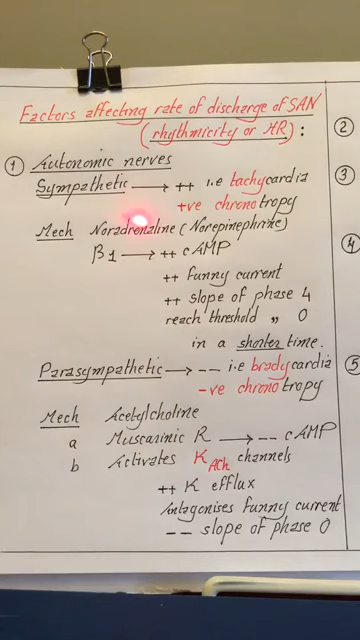 Factors affecting rate of discharge of SAN
(rhythmicity or HR):
① Autonomic nerves
Sympathetic → ++ i.e tachycardia
+ve chronotropy
Mech Noradrenaline (Norepinephrine)
β1 → ++ cAMP
++ funny current
++ slope of phase 4
reach threshold ,, 0
in a shorter time.
Parasympathetic → -- i.e bradycardia
-ve chronotropy
Mech Acetylcholine
a Muscarinic R → -- cAMP
b Activates K ACh channels
++ K efflux
Antagonises funny current
-- slope of phase 0
②
③
④
⑤